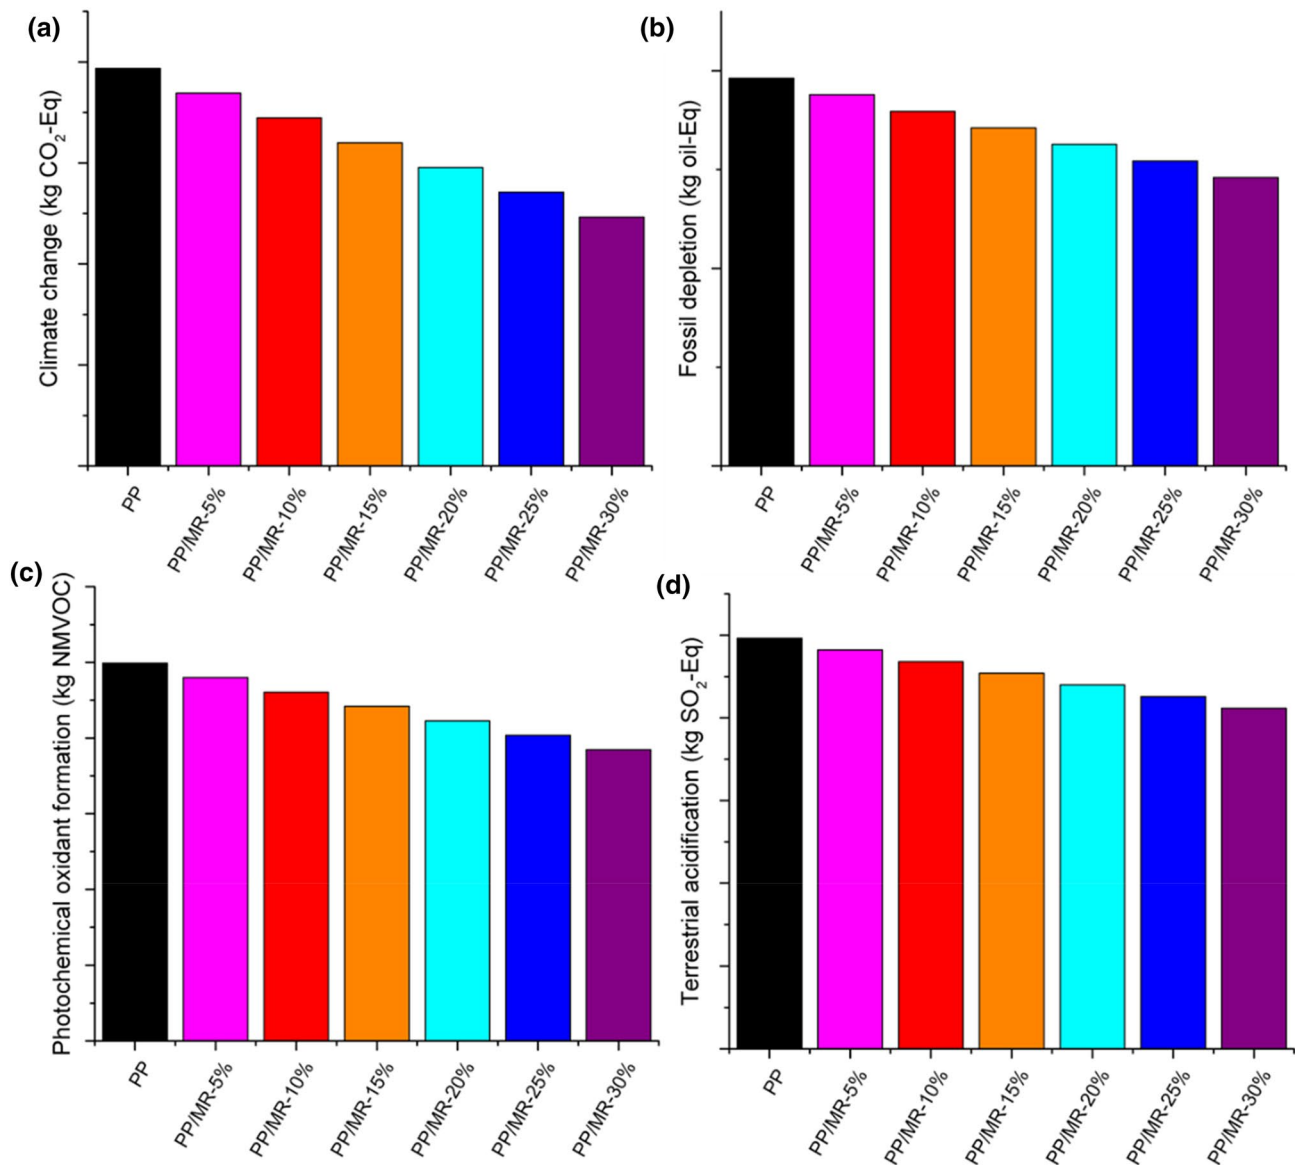 (a)
Climate change (kg CO₂-Eq)
PP
PP/MR-5%
PP/MR-10%
PP/MR-15%
PP/MR-20%
PP/MR-25%
PP/MR-30%
(b)
Fossil depletion (kg oil-Eq)
PP
PP/MR-5%
PP/MR-10%
PP/MR-15%
PP/MR-20%
PP/MR-25%
PP/MR-30%
(c)
Photochemical oxidant formation (kg NMVOC)
PP
PP/MR-5%
PP/MR-10%
PP/MR-15%
PP/MR-20%
PP/MR-25%
PP/MR-30%
(d)
Terrestrial acidification (kg SO₂-Eq)
PP
PP/MR-5%
PP/MR-10%
PP/MR-15%
PP/MR-20%
PP/MR-25%
PP/MR-30%